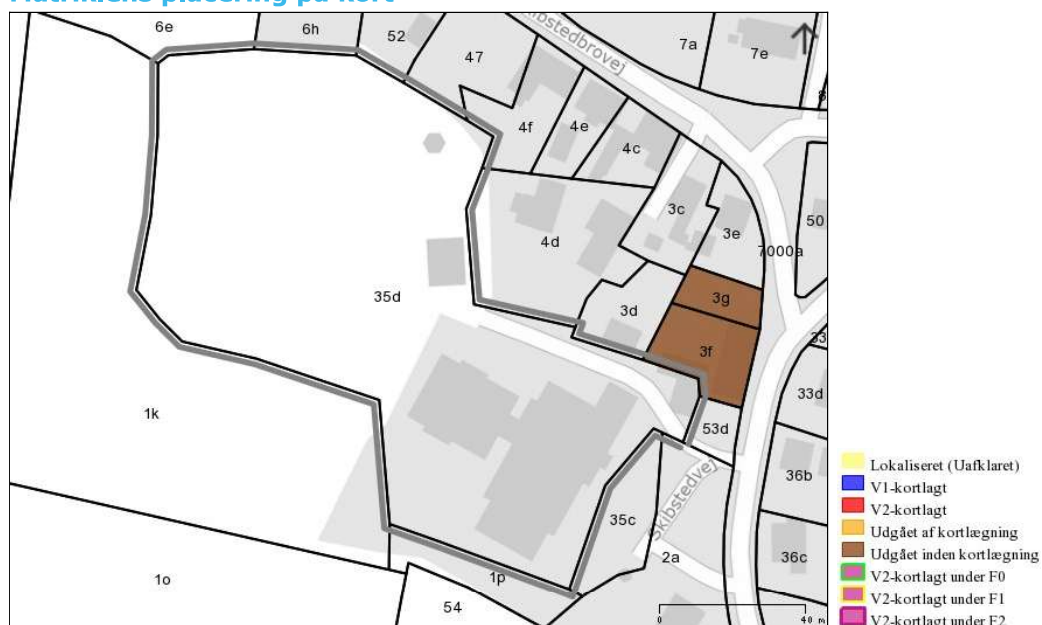 Matriklens placering på kort
6e
6h
52
47
7a
7e
Skibstedbrovej
4f
4e
4c
3c
3e
7000a
50
4d
3g
3d
35d
3f
33
33d
1k
53d
36b
Skibstedvej
35c
2a
36c
1o
1p
54
0
40 m
Lokaliseret (Uafklaret)
V1-kortlagt
V2-kortlagt
Udgået af kortlægning
Udgået inden kortlægning
V2-kortlagt under F0
V2-kortlagt under F1
V2-kortlagt under F2